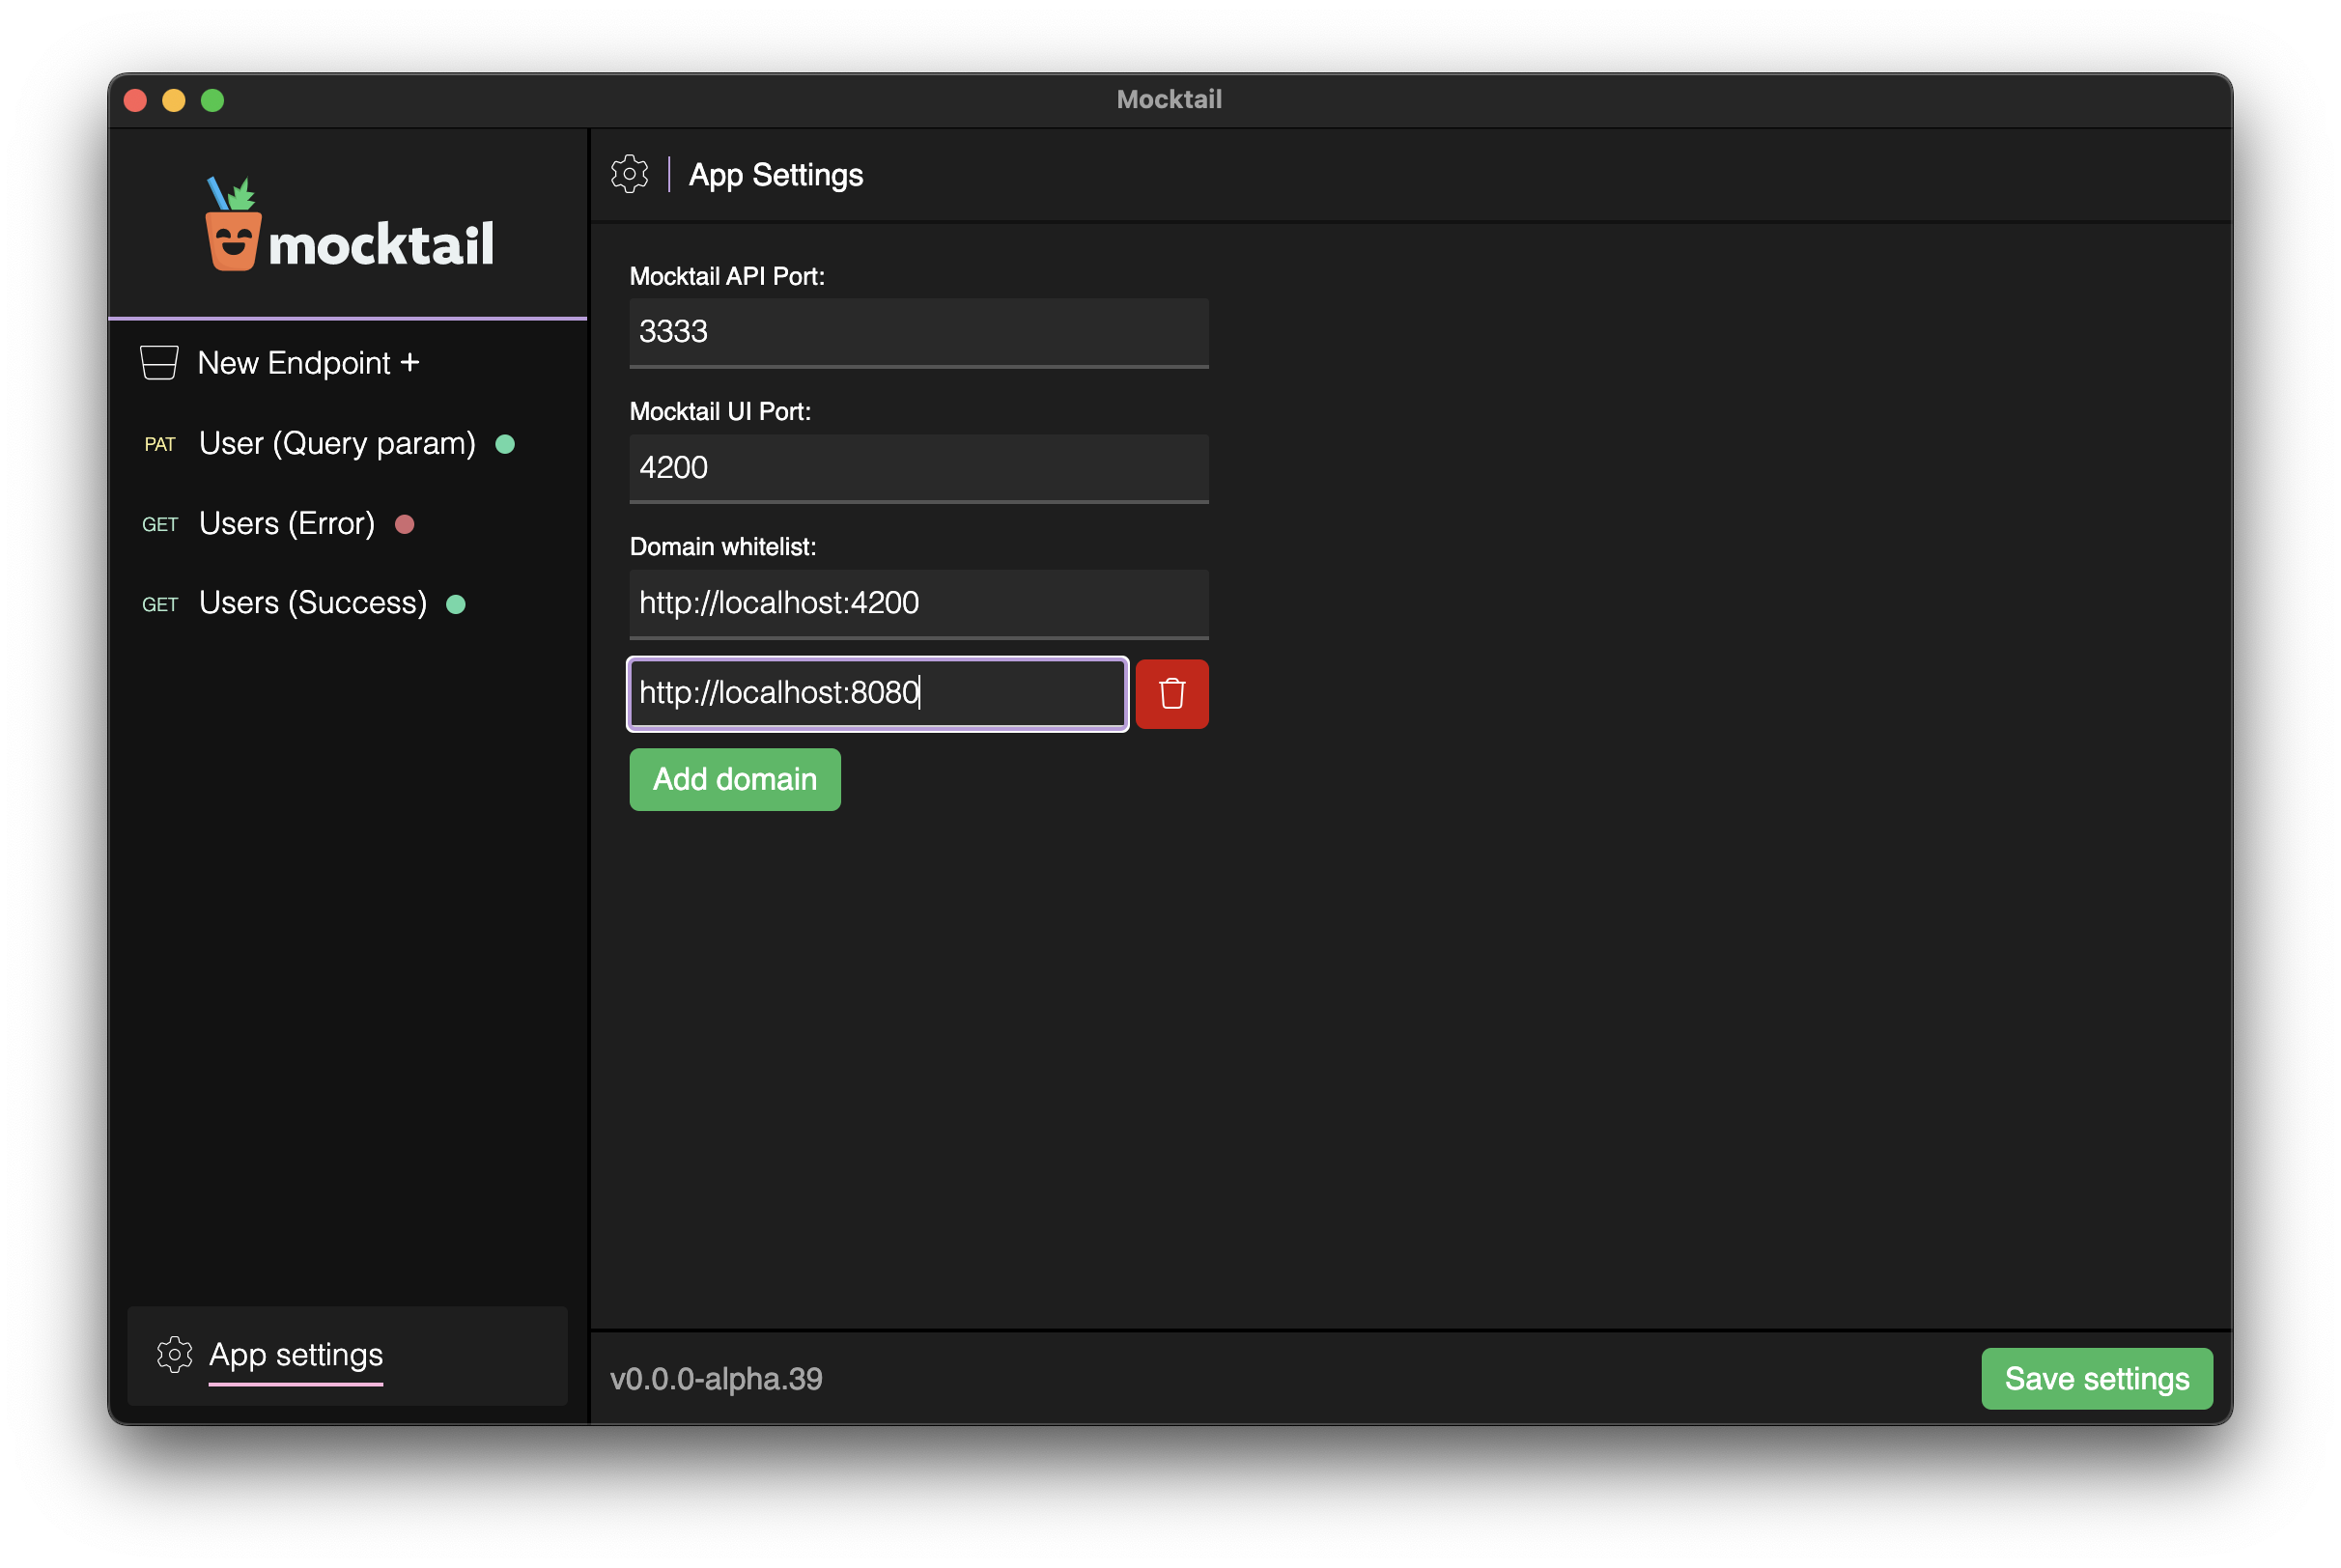 Mocktail
mocktail
New Endpoint +
PAT User (Query param)
GET Users (Error)
GET Users (Success)
App settings
App Settings
Mocktail API Port:
3333
Mocktail UI Port:
4200
Domain whitelist:
http://localhost:4200
http://localhost:8080
Add domain
v0.0.0-alpha.39
Save settings